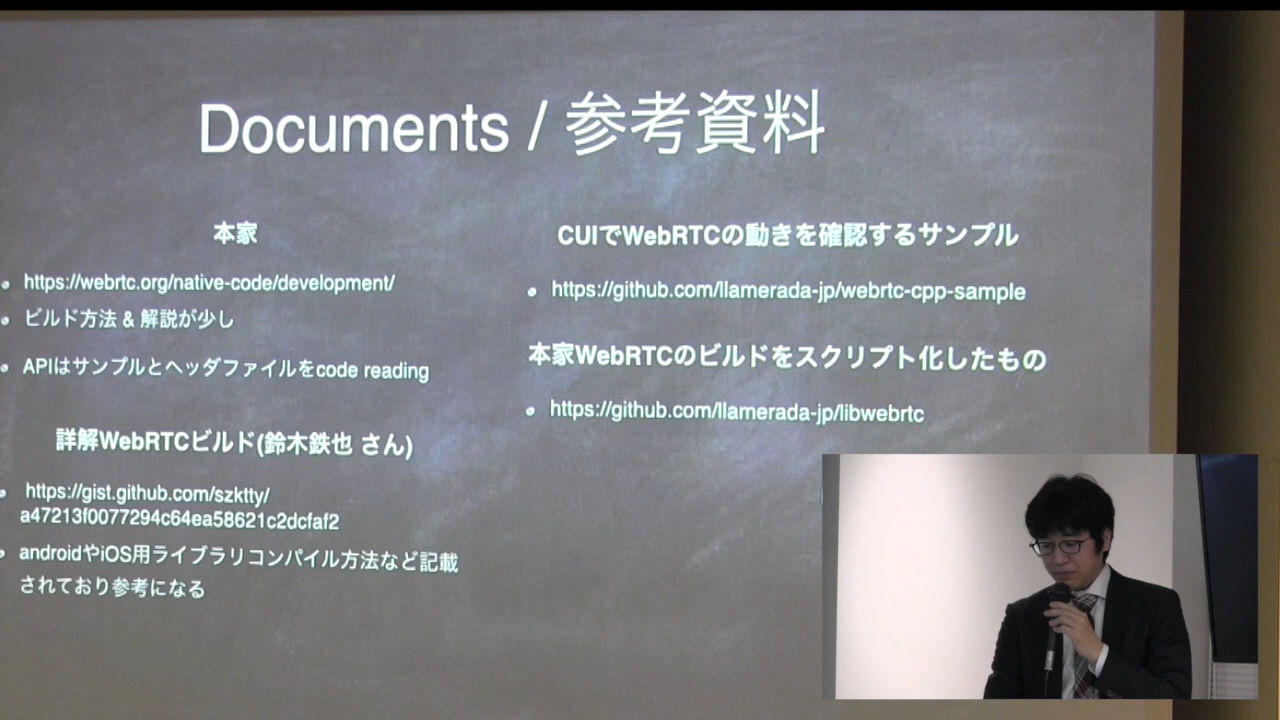 Documents / 参考資料
本家
https://webrtc.org/native-code/development/
ビルド方法 & 解説が少し
APIはサンプルとヘッダファイルをcode reading
詳解WebRTCビルド(鈴木鉄也 さん)
https://gist.github.com/szktty/
a47213f0077294c64ea58621c2dcfaf2
androidやiOS用ライブラリコンパイル方法など記載
されており参考になる
CUIでWebRTCの動きを確認するサンプル
https://github.com/llamerada-jp/webrtc-cpp-sample
本家WebRTCのビルドをスクリプト化したもの
https://github.com/llamerada-jp/libwebrtc